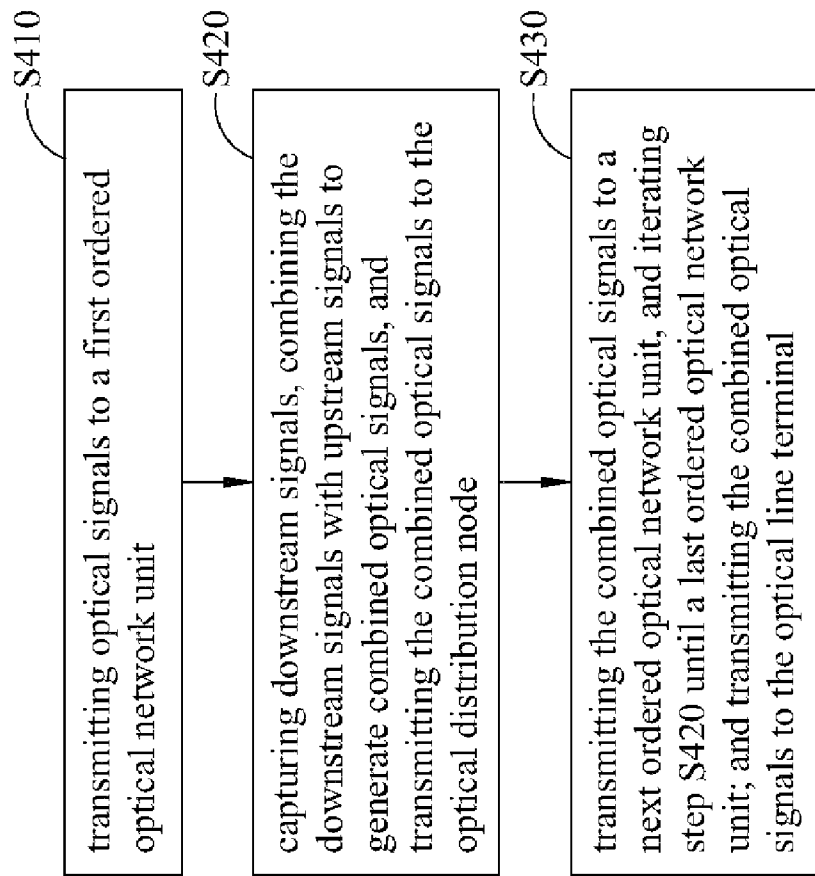 S410
transmitting optical signals to a first ordered
optical network unit
S420
capturing downstream signals, combining the
downstream signals with upstream signals to
generate combined optical signals, and
transmitting the combined optical signals to the
optical distribution node
S430
transmitting the combined optical signals to a
next ordered optical network unit, and iterating
step S420 until a last ordered optical network
unit; and transmitting the combined optical
signals to the optical line terminal